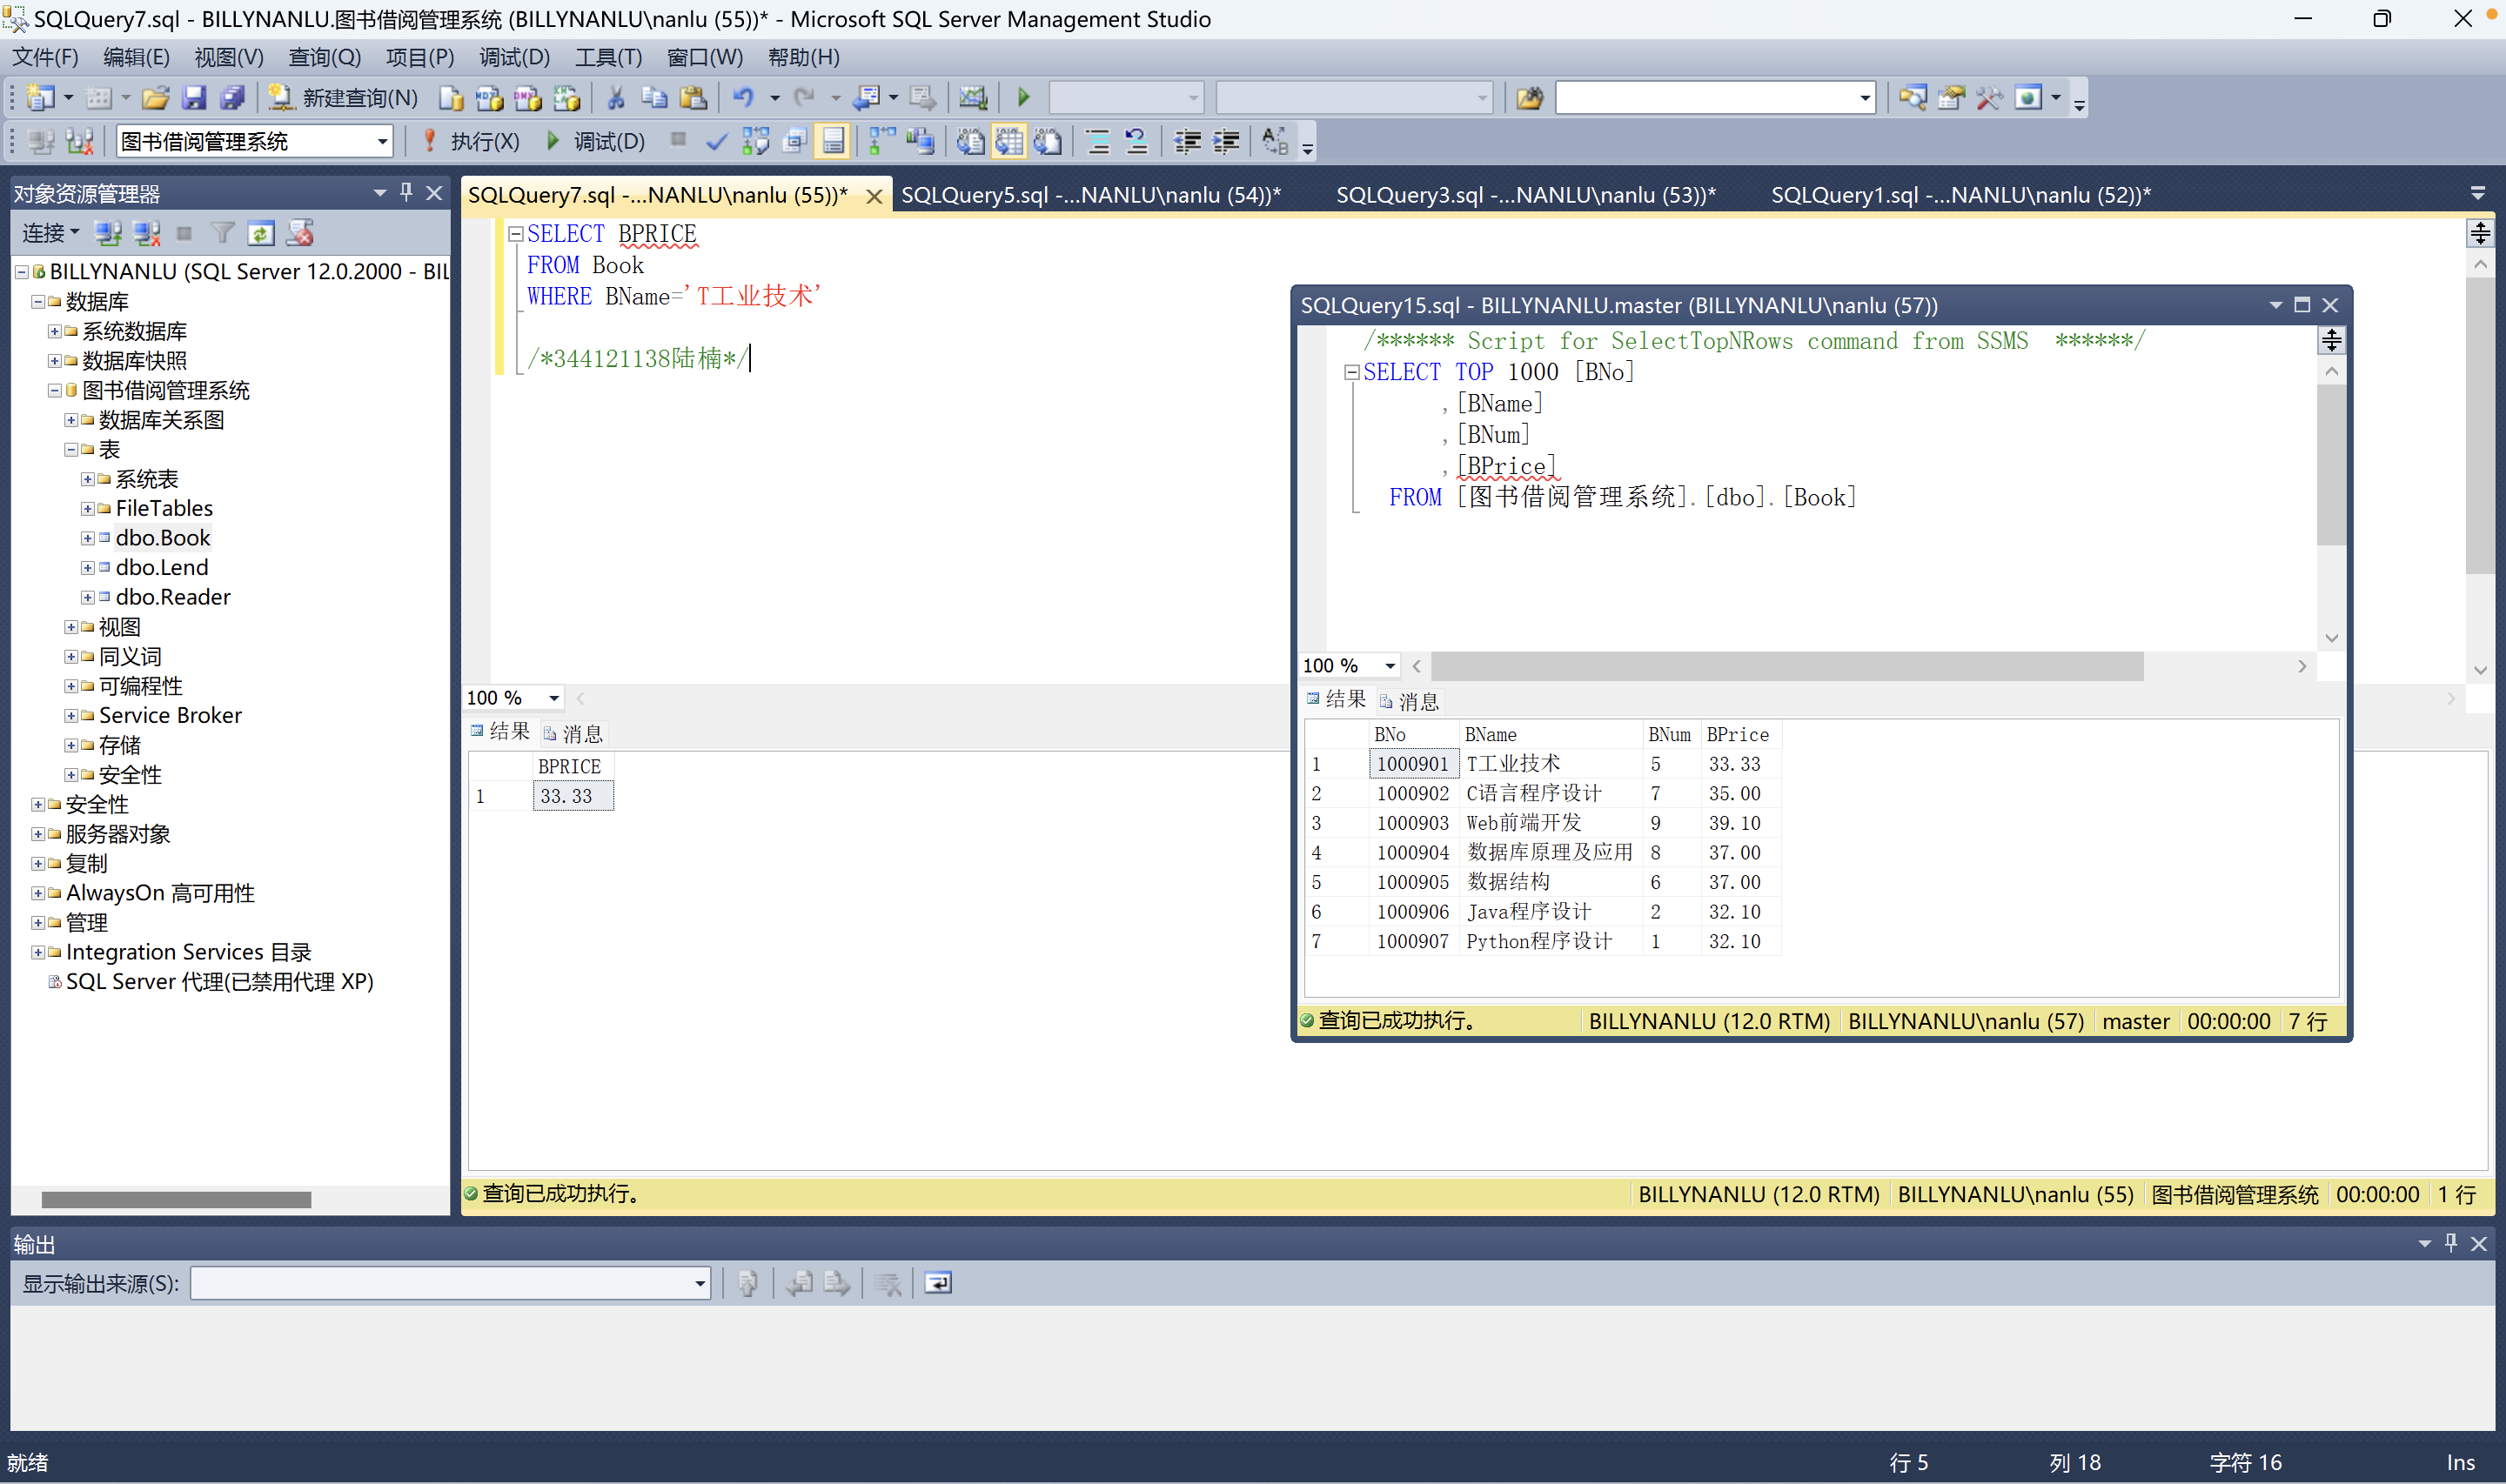 SQLQuery7.sql - BILLYNANLU.图书借阅管理系统 (BILLYNANLU\nanlu (55))* - Microsoft SQL Server Management Studio
文件(F) 编辑(E) 视图(V) 查询(Q) 项目(P) 调试(D) 工具(T) 窗口(W) 帮助(H)
新建查询(N)
图书借阅管理系统 执行(X) 调试(D)
对象资源管理器
连接
BILLYNANLU (SQL Server 12.0.2000 - BIL
数据库
系统数据库
数据库快照
图书借阅管理系统
数据库关系图
表
系统表
FileTables
dbo.Book
dbo.Lend
dbo.Reader
视图
同义词
可编程性
Service Broker
存储
安全性
安全性
服务器对象
复制
AlwaysOn 高可用性
管理
Integration Services 目录
SQL Server 代理(已禁用代理 XP)
SQLQuery7.sql -...NANLU\nanlu (55))* SQLQuery5.sql -...NANLU\nanlu (54))* SQLQuery3.sql -...NANLU\nanlu (53))* SQLQuery1.sql -...NANLU\nanlu (52))*
SELECT BPRICE
FROM Book
WHERE BName='T工业技术'
/*344121138陆楠*/
100 %
结果 消息
BPRICE
1 33.33
查询已成功执行。 BILLYNANLU (12.0 RTM) BILLYNANLU\nanlu (55) 图书借阅管理系统 00:00:00 1 行
SQLQuery15.sql - BILLYNANLU.master (BILLYNANLU\nanlu (57))
/****** Script for SelectTopNRows command from SSMS ******/
SELECT TOP 1000 [BNo]
,[BName]
,[BNum]
,[BPrice]
FROM [图书借阅管理系统].[dbo].[Book]
100 %
结果 消息
BNo BName BNum BPrice
1 1000901 T工业技术 5 33.33
2 1000902 C语言程序设计 7 35.00
3 1000903 Web前端开发 9 39.10
4 1000904 数据库原理及应用 8 37.00
5 1000905 数据结构 6 37.00
6 1000906 Java程序设计 2 32.10
7 1000907 Python程序设计 1 32.10
查询已成功执行。 BILLYNANLU (12.0 RTM) BILLYNANLU\nanlu (57) master 00:00:00 7 行
输出
显示输出来源(S):
就绪 行 5 列 18 字符 16 Ins